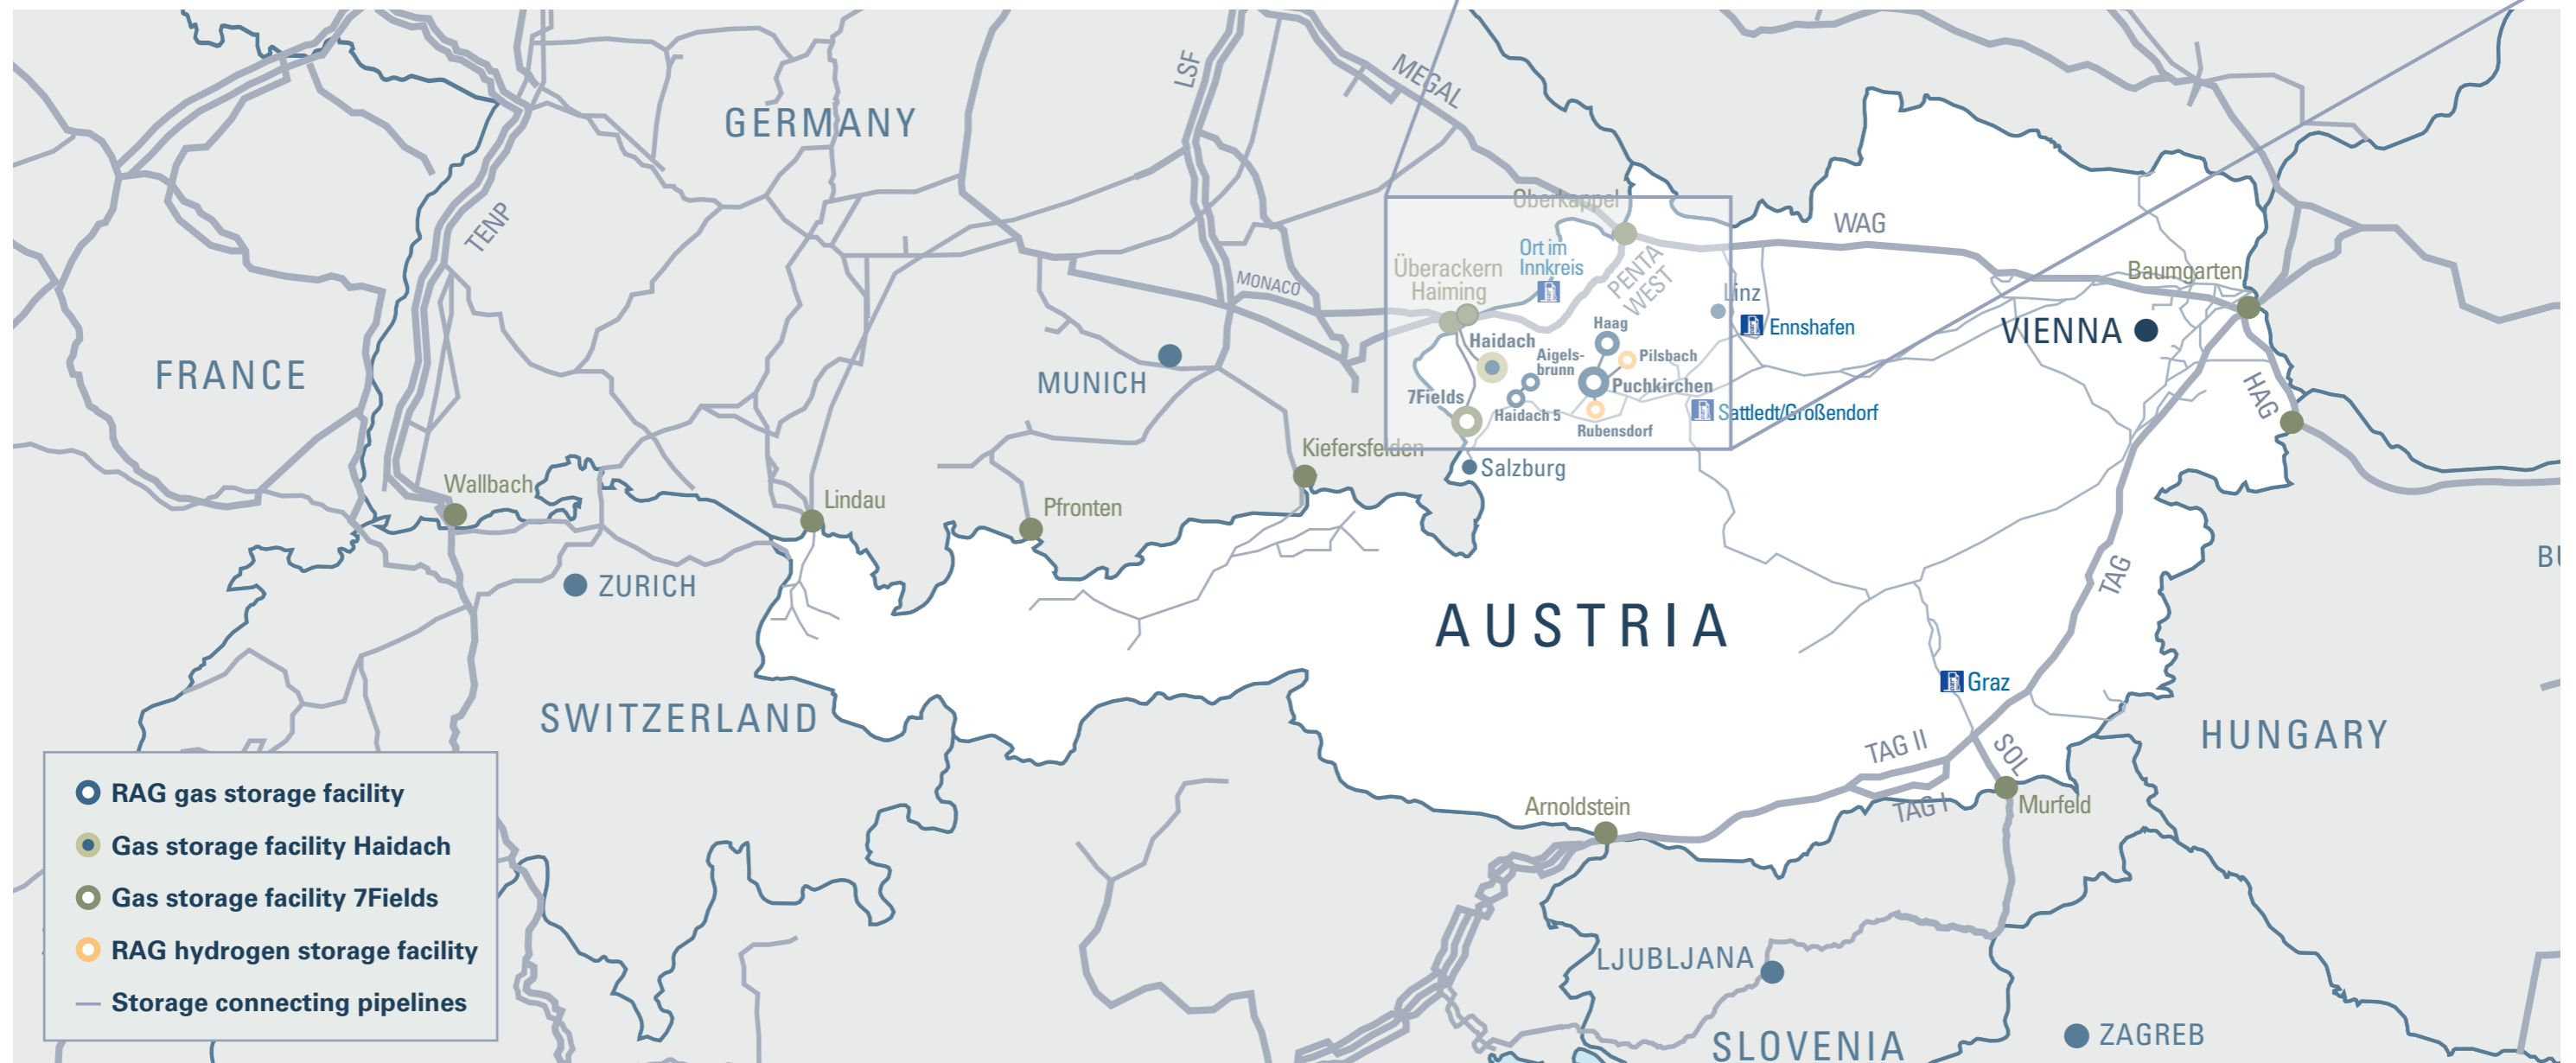 GERMANY
LSF
MEGAL
TENP
Oberkappel
WAG
Ort im
Innkreis
PENTA
WEST
Überackern
Haiming
MONACO
Baumgarten
Linz
VIENNA
Ennshafen
Haag
Haidach
Aigels-
brunn
Pilsbach
FRANCE
MUNICH
7Fields
Puchkirchen
Haidach 5
Rubensdorf
Sattledt/Großendorf
HAG
Kiefersfelden
Salzburg
Wallbach
Lindau
Pfronten
ZURICH
BU
TAG
AUSTRIA
Graz
SWITZERLAND
HUNGARY
TAG II
SOL
TAG I
Arnoldstein
Murfeld
LJUBLJANA
SLOVENIA
ZAGREB
RAG gas storage facility
Gas storage facility Haidach
Gas storage facility 7Fields
RAG hydrogen storage facility
Storage connecting pipelines